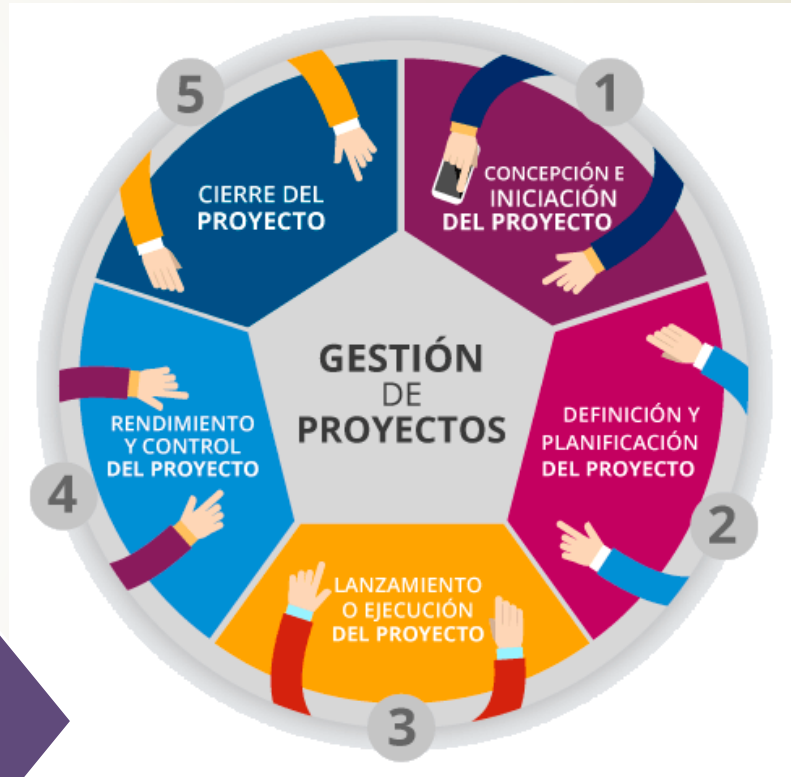 GESTIÓN
DE
PROYECTOS
1
CONCEPCIÓN E
INICIACIÓN
DEL PROYECTO
2
DEFINICIÓN Y
PLANIFICACIÓN
DEL PROYECTO
3
LANZAMIENTO
O EJECUCIÓN
DEL PROYECTO
4
RENDIMIENTO
Y CONTROL
DEL PROYECTO
5
CIERRE DEL
PROYECTO